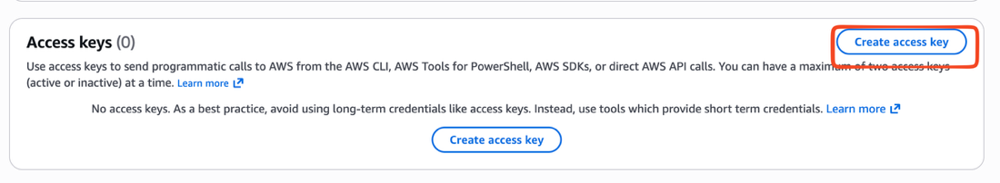 Access keys (0)
Create access key
Use access keys to send programmatic calls to AWS from the AWS CLI, AWS Tools for PowerShell, AWS SDKs, or direct AWS API calls. You can have a maximum of two access keys
(active or inactive) at a time. Learn more
No access keys. As a best practice, avoid using long-term credentials like access keys. Instead, use tools which provide short term credentials. Learn more
Create access key